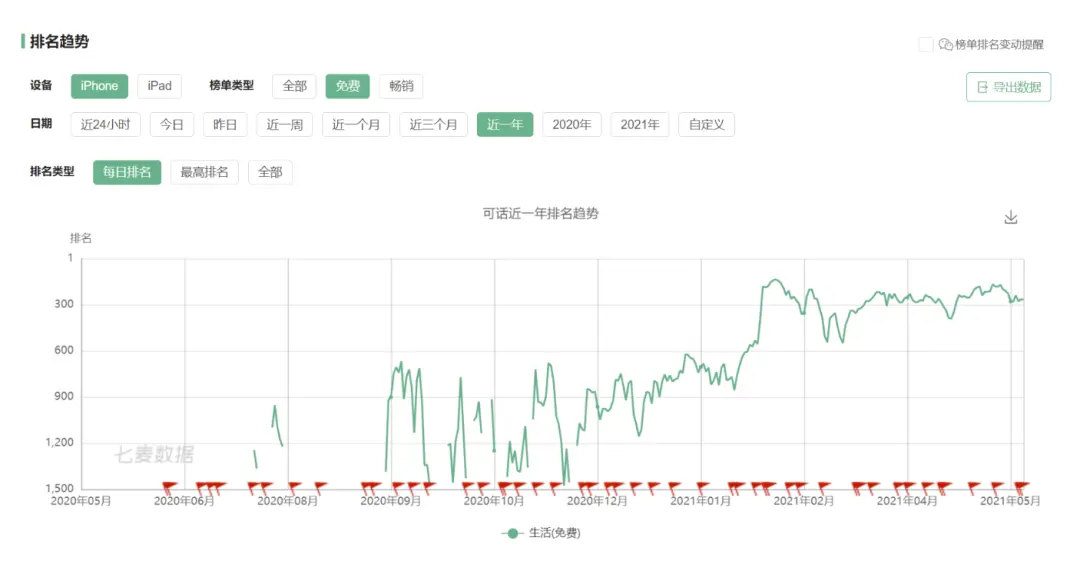 排名趋势
榜单排名变动提醒
设备 iPhone iPad 榜单类型 全部 免费 畅销
导出数据
日期 近24小时 今日 昨日 近一周 近一个月 近三个月 近一年 2020年 2021年 自定义
排名类型 每日排名 最高排名 全部
可话近一年排名趋势
排名
1
300
600
900
1,200
七麦数据
1,500
2020年05月 2020年06月 2020年08月 2020年09月 2020年10月 2020年12月 2021年01月 2021年02月 2021年04月 2021年05月
生活(免费)